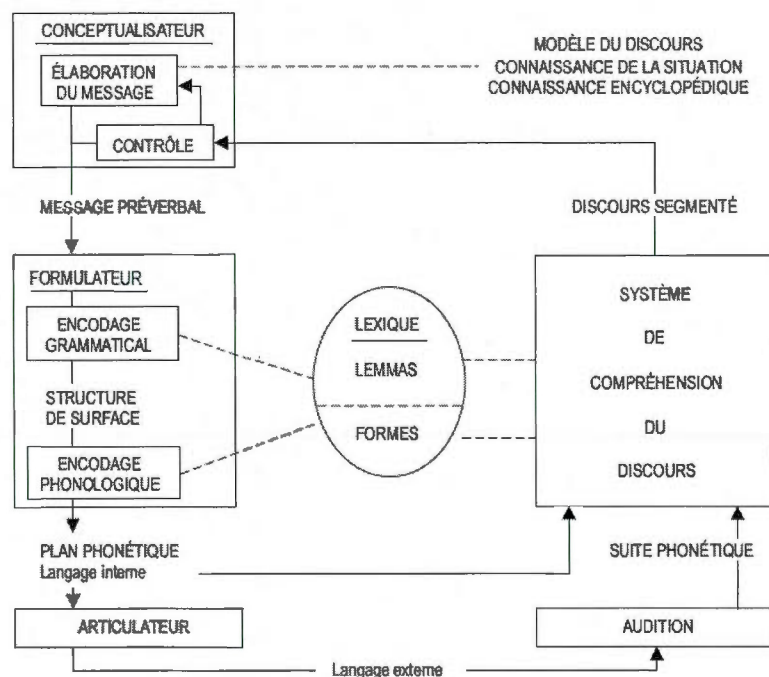 CONCEPTUALISATEUR
ÉLABORATION
DU MESSAGE
CONTRÔLE
MODÈLE DU DISCOURS
CONNAISSANCE DE LA SITUATION
CONNAISSANCE ENCYCLOPÉDIQUE
MESSAGE PRÉVERBAL
DISCOURS SEGMENTÉ
FORMULATEUR
ENCODAGE
GRAMMATICAL
STRUCTURE
DE SURFACE
ENCODAGE
PHONOLOGIQUE
LEXIQUE
LEMMAS
FORMES
SYSTÈME
DE
COMPRÉHENSION
DU
DISCOURS
PLAN PHONÉTIQUE
Langage interne
SUITE PHONÉTIQUE
ARTICULATEUR
AUDITION
Langage externe